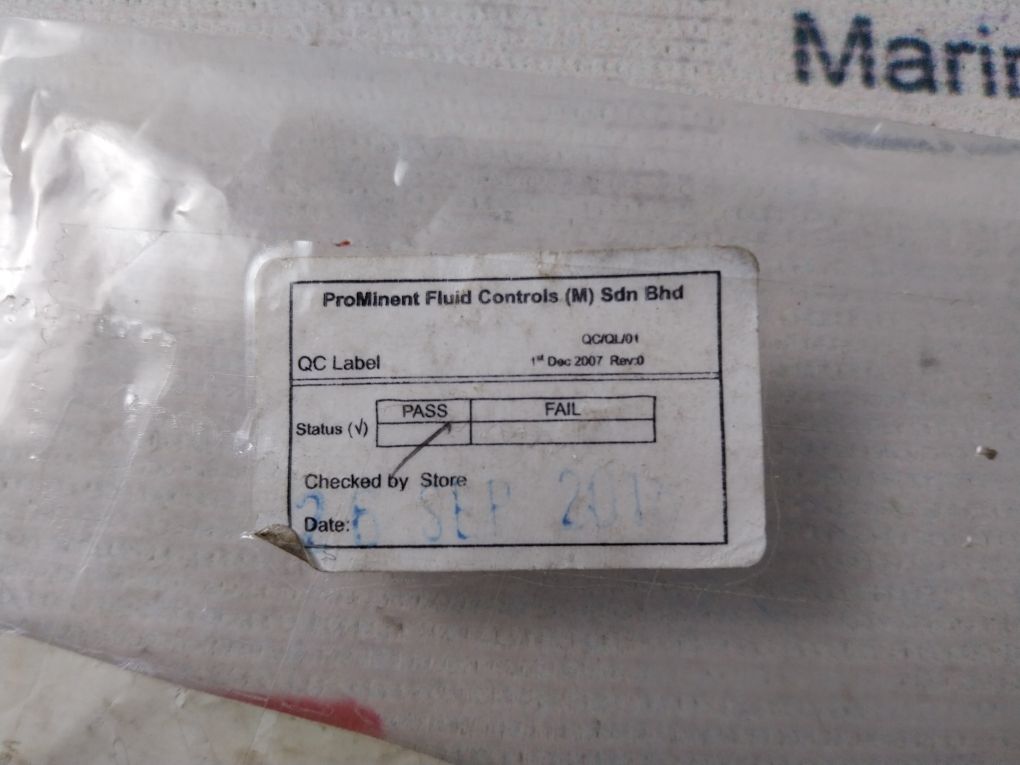 Marin
ProMinent Fluid Controls (M) Sdn Bhd
QC/QL/01
QC Label 1st Dec 2007 Rev:0
PASS FAIL
Status (√)
Checked by Store
Date: 26 SEP